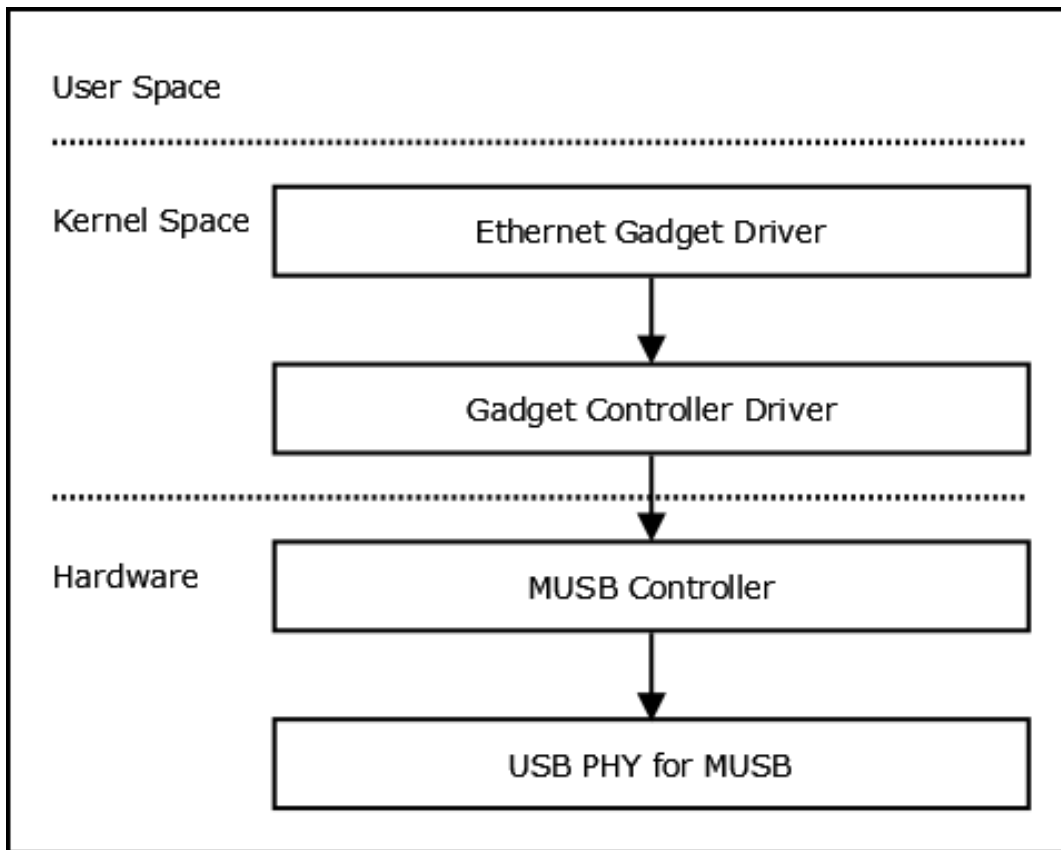 User Space
Kernel Space
Ethernet Gadget Driver
Gadget Controller Driver
Hardware
MUSB Controller
USB PHY for MUSB